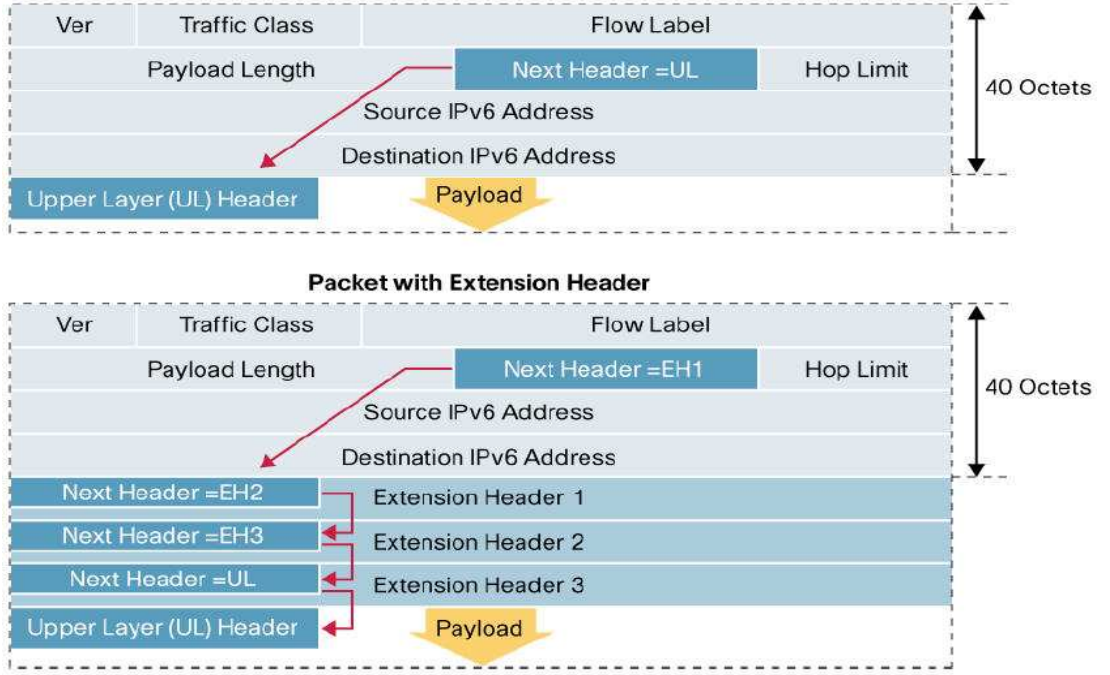 Ver Traffic Class Flow Label
Payload Length Next Header =UL Hop Limit
40 Octets
Source IPv6 Address
Destination IPv6 Address
Upper Layer (UL) Header Payload
Packet with Extension Header
Ver Traffic Class Flow Label
Payload Length Next Header =EH1 Hop Limit
40 Octets
Source IPv6 Address
Destination IPv6 Address
Next Header =EH2 Extension Header 1
Next Header =EH3 Extension Header 2
Next Header =UL Extension Header 3
Upper Layer (UL) Header Payload